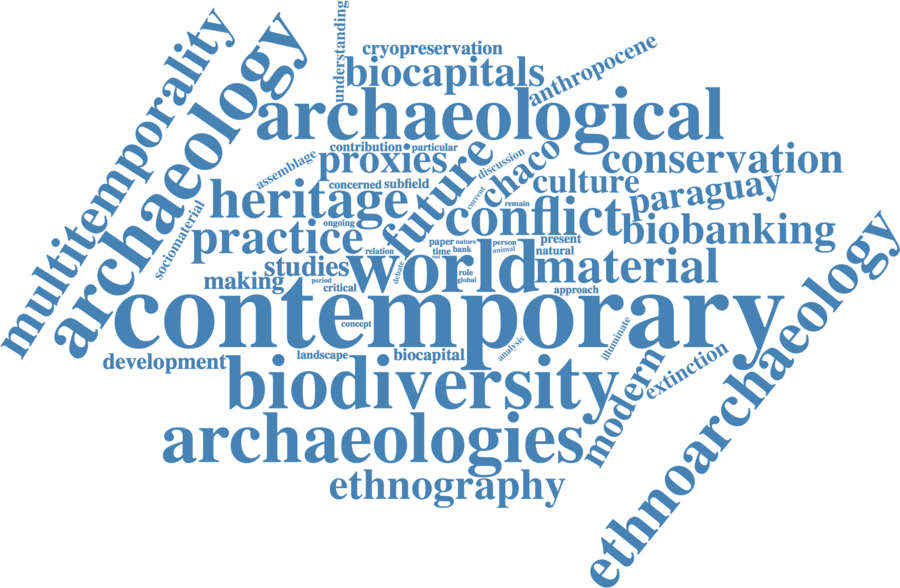 multitemporality
archaeology
understanding
cryopreservation
biocapitals
anthropocene
archaeological
contribution
particular
assemblage
proxies
future
discussion
chaco
conservation
concerned
subfield
current
culture
paraguay
heritage
remain
sociomaterial
ongoing
conflict
biobanking
practice
relation
paper
nature
person
present
time
bank
animal
natural
studies
world
material
making
period
critical
debate
role
global
approach
contemporary
concept
illuminate
development
landscape
biocapital
analysis
modern
extinction
biodiversity
archaeologies
ethnography
ethnoarchaeology